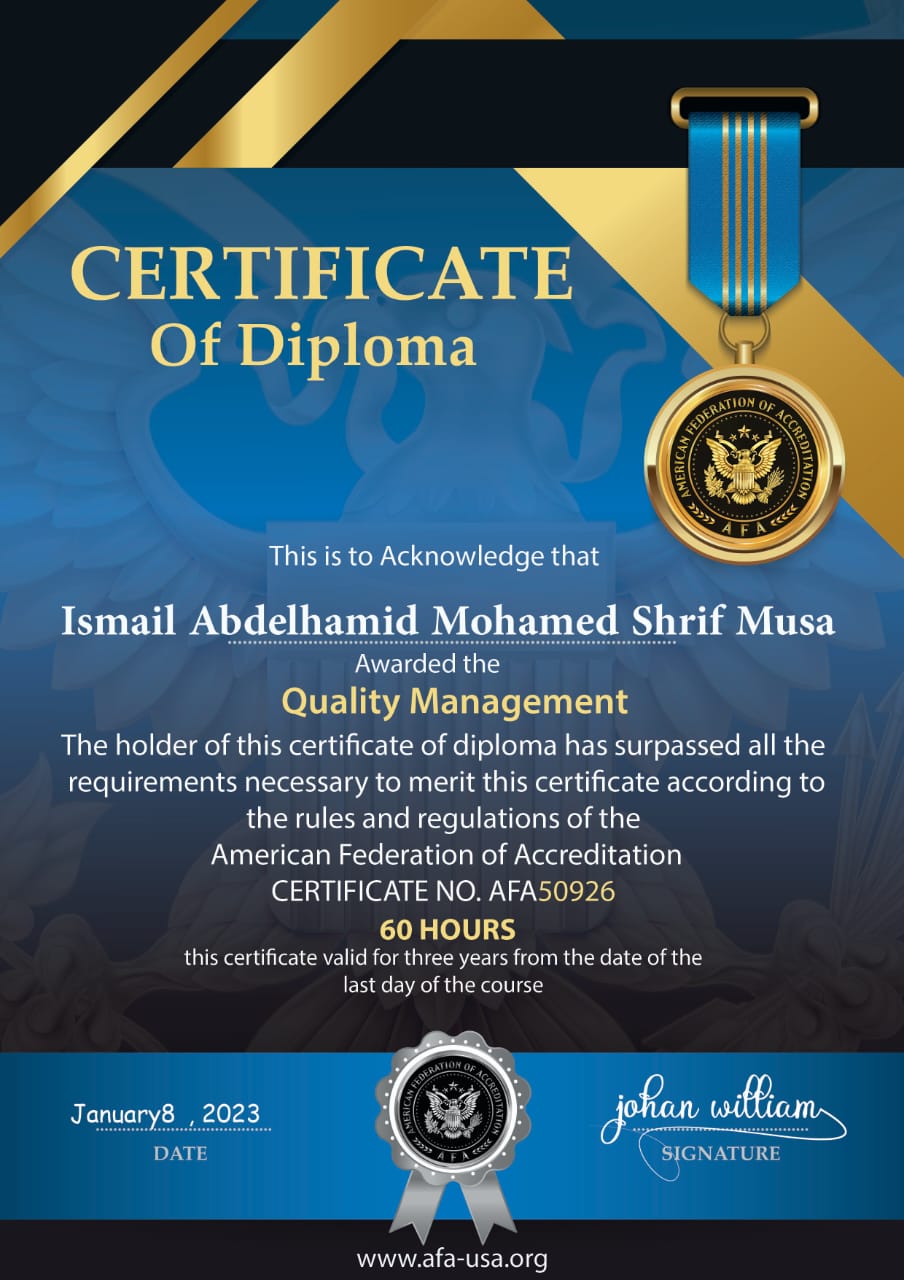 CERTIFICATE
Of Diploma
AMERICAN FEDERATION OF ACCREDITATION
AFA
This is to Acknowledge that
Ismail Abdelhamid Mohamed Shrif Musa
Awarded the
Quality Management
The holder of this certificate of diploma has surpassed all the
requirements necessary to merit this certificate according to
the rules and regulations of the
American Federation of Accreditation
CERTIFICATE NO. AFA50926
60 HOURS
this certificate valid for three years from the date of the
last day of the course
AMERICAN FEDERATION OF ACCREDITATION
AFA
January8 , 2023
DATE
johan william
SIGNATURE
www.afa-usa.org